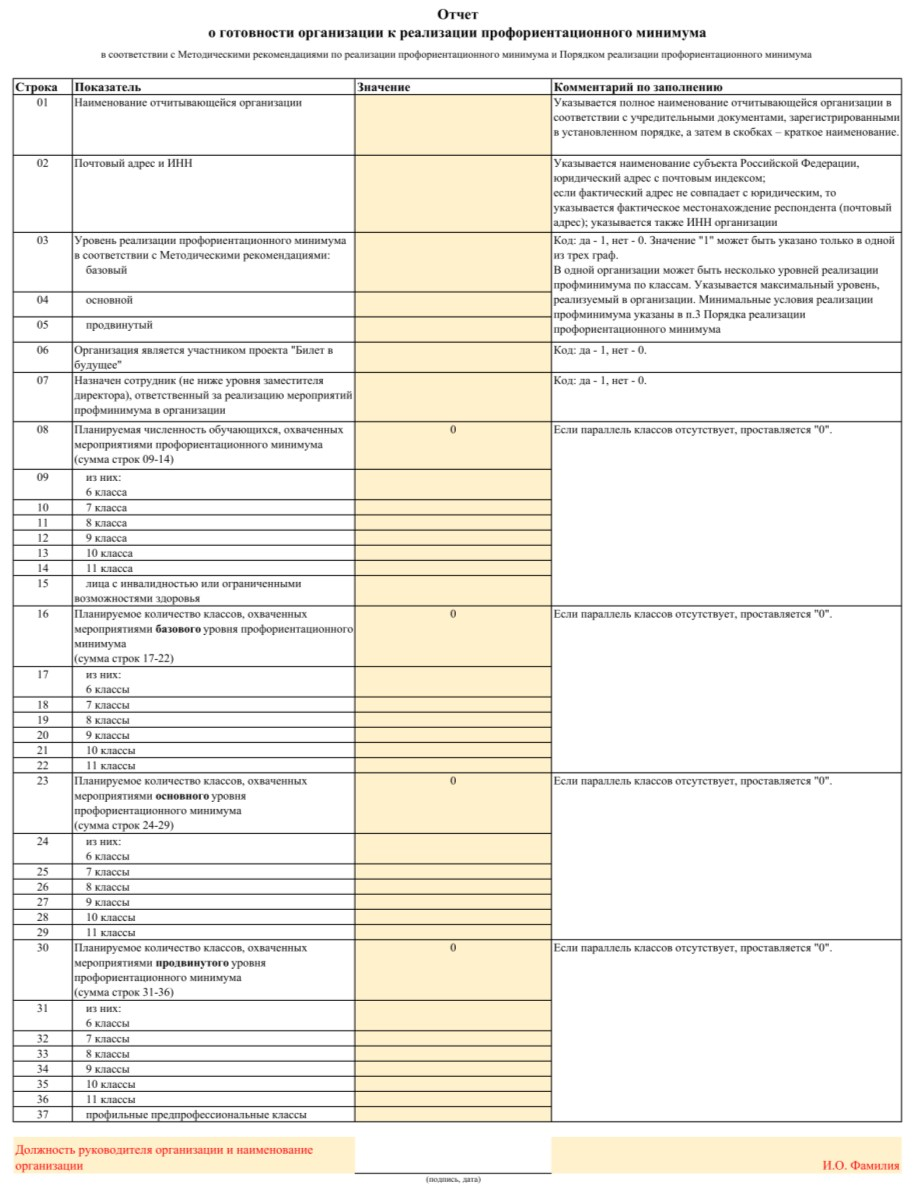 Отчет
о готовности организации к реализации профориентационного минимума
в соответствии с Методическими рекомендациями по реализации профориентационного минимума и Порядком реализации профориентационного минимума
Строка Показатель Значение Комментарий по заполнению
01 Наименование отчитывающейся организации
Указывается полное наименование отчитывающейся организации в
соответствии с учредительными документами, зарегистрированными
в установленном порядке, а затем в скобках – краткое наименование.
02 Почтовый адрес и ИНН
Указывается наименование субъекта Российской Федерации,
юридический адрес с почтовым индексом;
если фактический адрес не совпадает с юридическим, то
указывается фактическое местонахождение респондента (почтовый
адрес); указывается также ИНН организации
03 Уровень реализации профориентационного минимума
в соответствии с Методическими рекомендациями:
базовый
04 основной
05 продвинутый
Код: да - 1, нет - 0. Значение "1" может быть указано только в одной
из трех граф.
В одной организации может быть несколько уровней реализации
профминимума по классам. Указывается максимальный уровень,
реализуемый в организации. Минимальные условия реализации
профминимума указаны в п.3 Порядка реализации
профориентационного минимума
06 Организация является участником проекта "Билет в
будущее"
Код: да - 1, нет - 0.
07 Назначен сотрудник (не ниже уровня заместителя
директора), ответственный за реализацию мероприятий
профминимума в организации
Код: да - 1, нет - 0.
08 Планируемая численность обучающихся, охваченных
мероприятиями профориентационного минимума
(сумма строк 09-14)
0
Если параллель классов отсутствует, проставляется "0".
09 из них:
6 класса
10 7 класса
11 8 класса
12 9 класса
13 10 класса
14 11 класса
15 лица с инвалидностью или ограниченными
возможностями здоровья
16 Планируемое количество классов, охваченных
мероприятиями базового уровня профориентационного
минимума
(сумма строк 17-22)
0
Если параллель классов отсутствует, проставляется "0".
17 из них:
6 классы
18 7 классы
19 8 классы
20 9 классы
21 10 классы
22 11 классы
23 Планируемое количество классов, охваченных
мероприятиями основного уровня
профориентационного минимума
(сумма строк 24-29)
0
Если параллель классов отсутствует, проставляется "0".
24 из них:
6 классы
25 7 классы
26 8 классы
27 9 классы
28 10 классы
29 11 классы
30 Планируемое количество классов, охваченных
мероприятиями продвинутого уровня
профориентационного минимума
(сумма строк 31-36)
0
Если параллель классов отсутствует, проставляется "0".
31 из них:
6 классы
32 7 классы
33 8 классы
34 9 классы
35 10 классы
36 11 классы
37 профильные предпрофессиональные классы
Должность руководителя организации и наименование
организации
И.О. Фамилия
(подпись, дата)